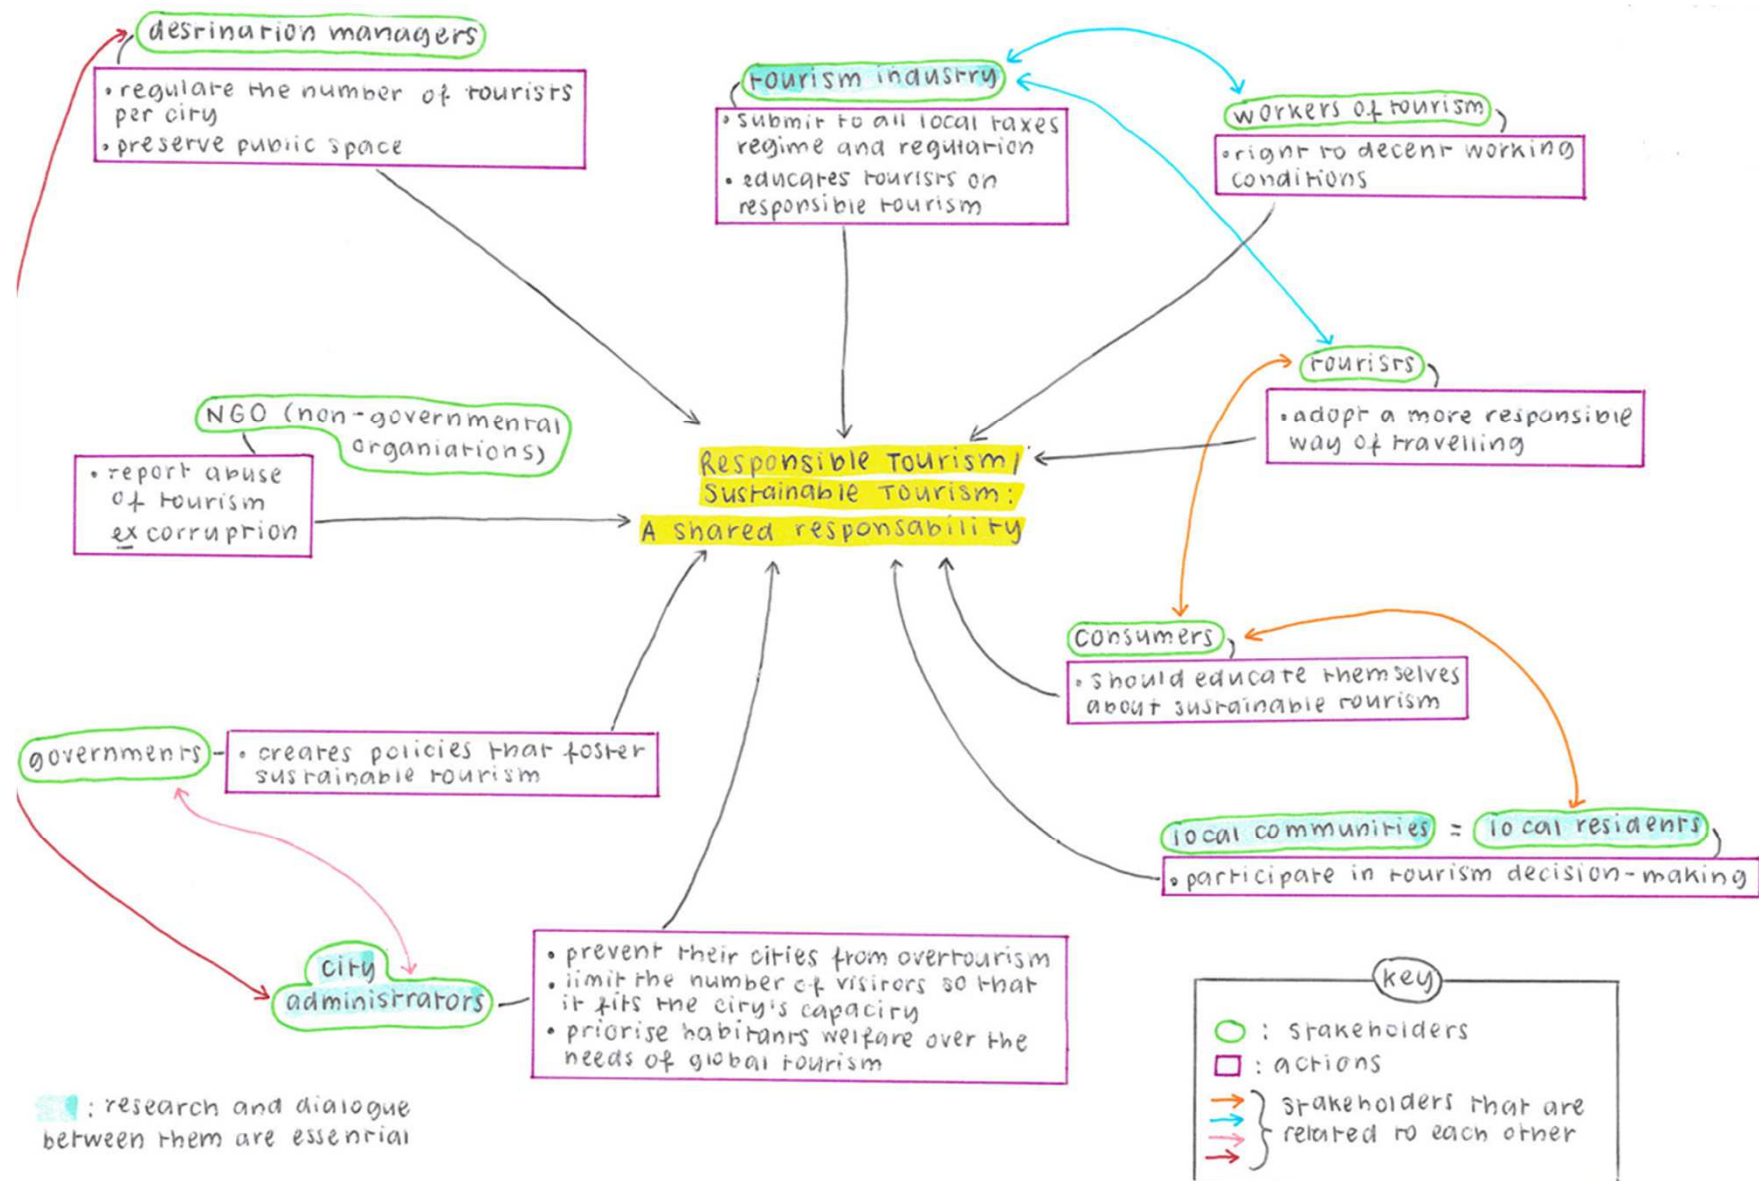 destination managers
• regulate the number of tourists
per city
• preserve public space
tourism industry
• submit to all local taxes
regime and regulation
• educates tourists on
responsible tourism
workers of tourism
• right to decent working
conditions
tourists
• adopt a more responsible
way of travelling
NGO (non-governmental
organiations)
• report abuse
of tourism
ex corruption
Responsible Tourism/
Sustainable Tourism:
A shared responsability
consumers
• should educate themselves
about sustainable tourism
governments
• creates policies that foster
sustainable tourism
local communities = local residents
• participate in tourism decision-making
city
administrators
• prevent their cities from overtourism
• limit the number of visitors so that
it fits the city's capacity
• priorise habitants welfare over the
needs of global tourism
key
: stakeholders
: actions
stakeholders that are
related to each other
: research and dialogue
between them are essential